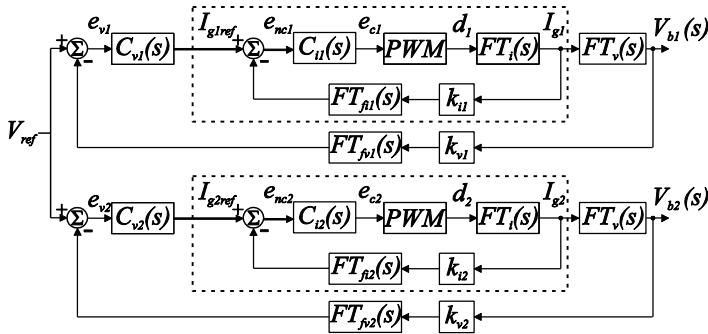 e_v1 I_g1ref e_nc1 e_c1 d_1 I_g1 V_b1(s)
+ Σ - C_v1(s) + Σ - C_i1(s) PWM FT_i(s) FT_v(s)
FT_fi1(s) k_i1
FT_fv1(s) k_v1
V_ref
e_v2 I_g2ref e_nc2 e_c2 d_2 I_g2 V_b2(s)
+ Σ - C_v2(s) + Σ - C_i2(s) PWM FT_i(s) FT_v(s)
FT_fi2(s) k_i2
FT_fv2(s) k_v2